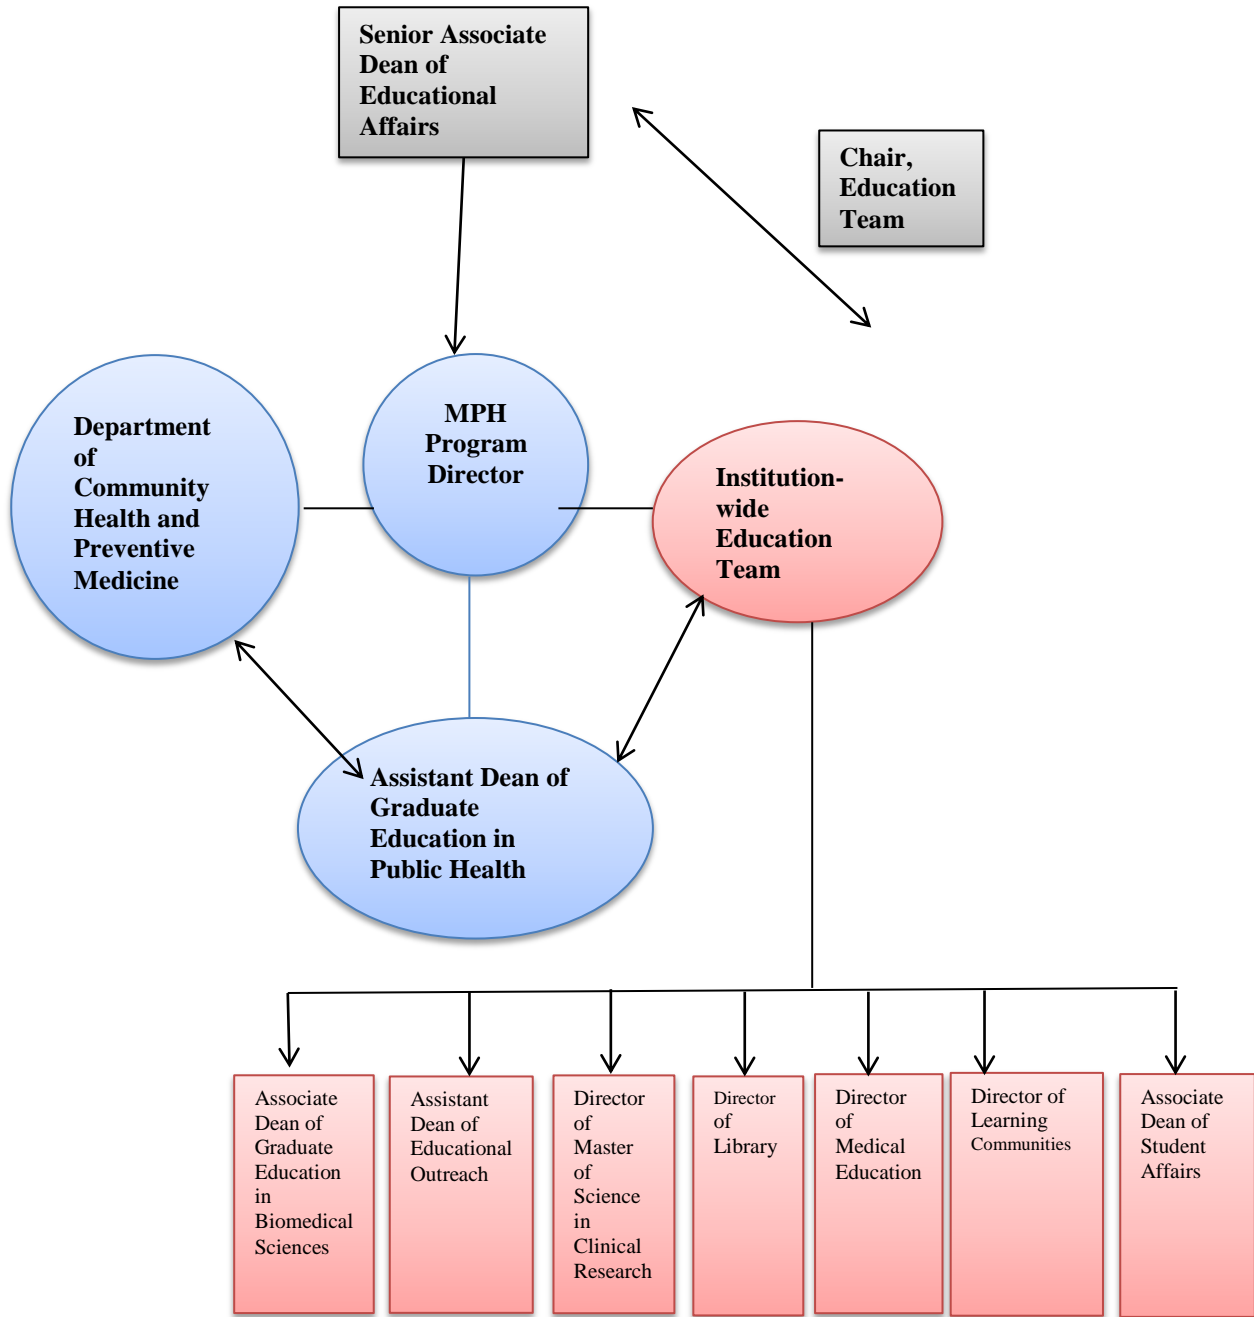 Senior Associate
Dean of
Educational
Affairs
Chair,
Education
Team
Department
of
Community
Health and
Preventive
Medicine
MPH
Program
Director
Institution-
wide
Education
Team
Assistant Dean of
Graduate
Education in
Public Health
Associate
Dean of
Graduate
Education
in
Biomedical
Sciences
Assistant
Dean of
Educational
Outreach
Director
of
Master
of
Science
in
Clinical
Research
Director
of
Library
Director
of
Medical
Education
Director of
Learning
Communities
Associate
Dean of
Student
Affairs